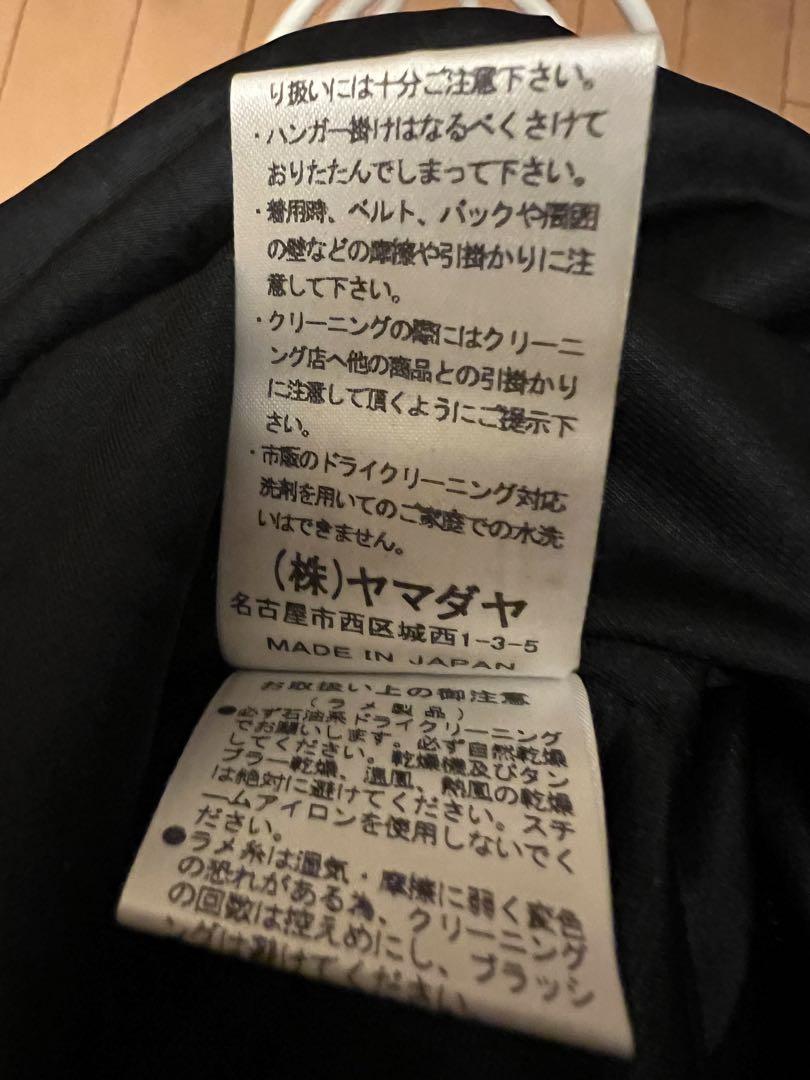 り扱いには十分ご注意下さい。
・ハンガー掛けはなるべくさけて
おりたたんでしまって下さい。
・着用時、ベルト、バックや周囲
の壁などの摩擦や引掛かりに注
意して下さい。
・クリーニングの際にはクリーニ
ング店へ他の商品との引掛かり
に注意して頂くようにご提示下
さい。
・市販のドライクリーニング対応
洗剤を用いてのご家庭での水洗
いはできません。
(株)ヤマダヤ
名古屋市西区城西1-3-5
MADE IN JAPAN
お取扱い上の御注意
(ラメ製品)
●必ず石油系ドライクリーニング
でお願いします。必ず自然乾燥
してください。乾燥機及びタン
ブラー乾燥、温風、熱風の乾燥
は絶対に避けてください。スチ
ームアイロンを使用しないでく
ださい。
●ラメ糸は湿気・摩擦に弱く変色
の恐れがある為、クリーニング
の回数は控えめにし、ブラッシ
ングは避けてください。